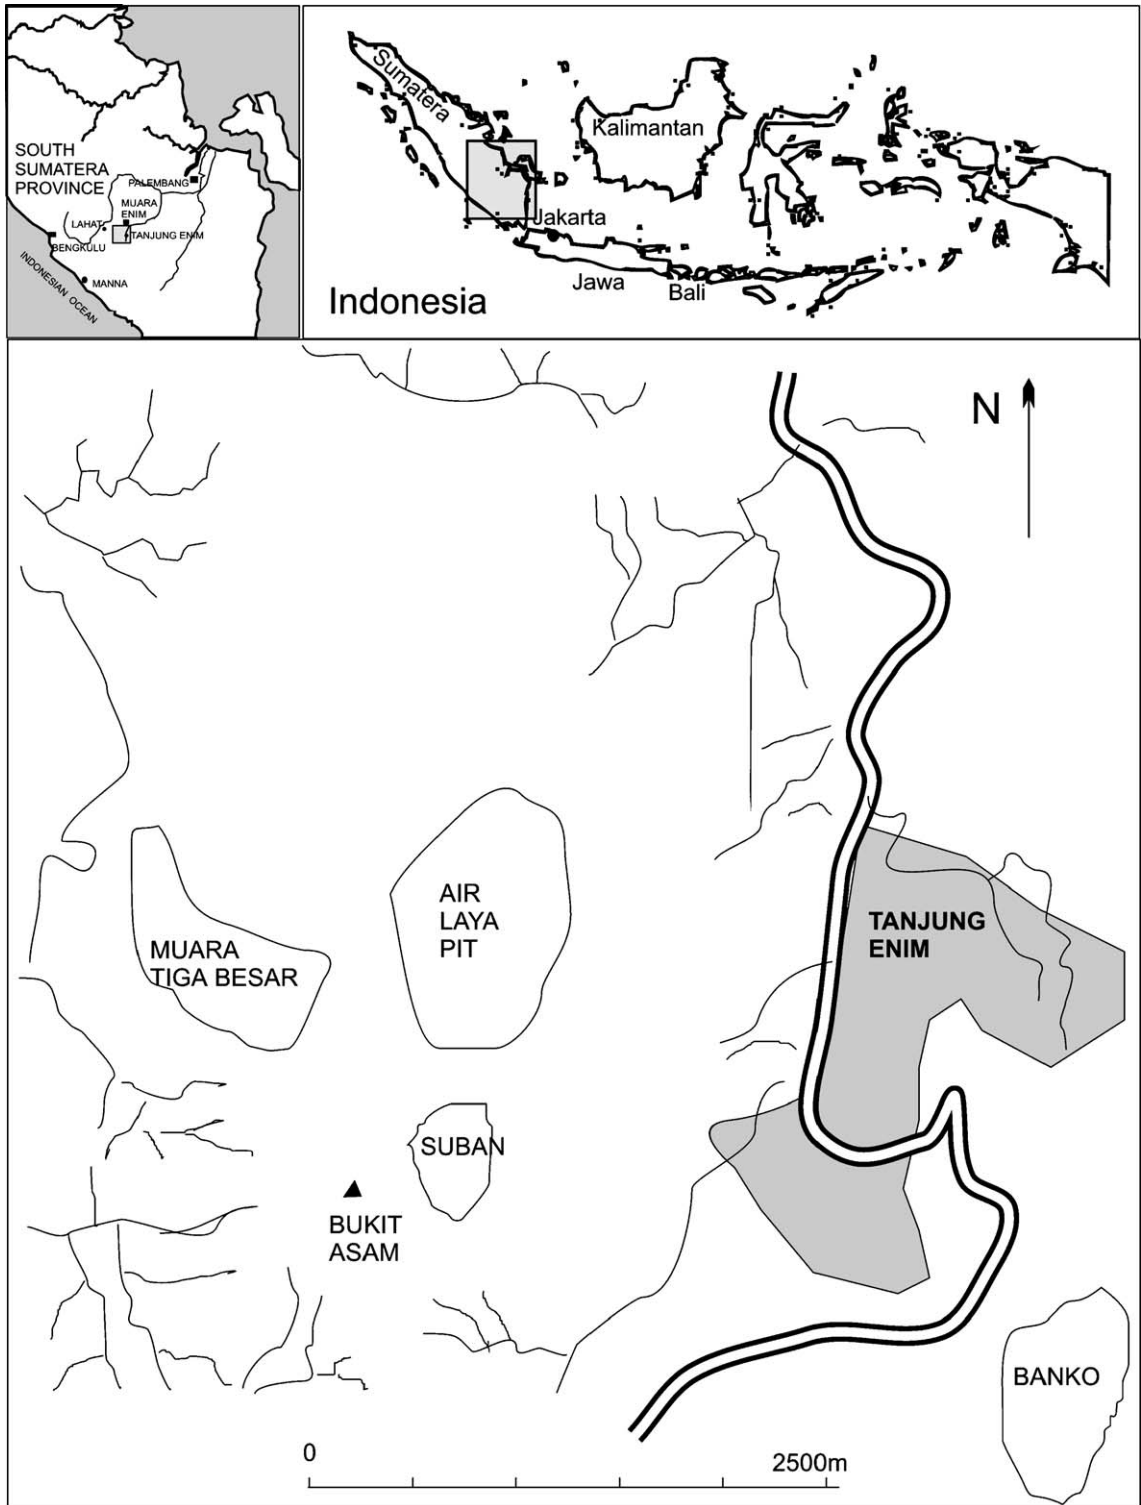 SOUTH
SUMATERA
PROVINCE
PALEMBANG
MUARA
ENIM
LAHAT
TANJUNG ENIM
BENGKULU
MANNA
INDONESIAN OCEAN
Sumatera
Kalimantan
Jakarta
Jawa
Bali
Indonesia
N
AIR
LAYA
PIT
MUARA
TIGA BESAR
TANJUNG
ENIM
SUBAN
BUKIT
ASAM
BANKO
0
2500m